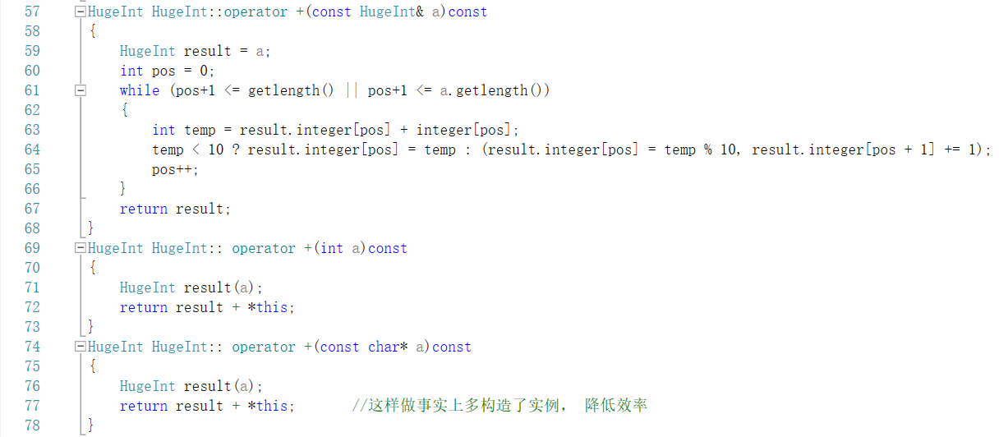 57 HugeInt HugeInt::operator +(const HugeInt& a)const
58 {
59 HugeInt result = a;
60 int pos = 0;
61 while (pos+1 <= getlength() || pos+1 <= a.getlength())
62 {
63 int temp = result.integer[pos] + integer[pos];
64 temp < 10 ? result.integer[pos] = temp : (result.integer[pos] = temp % 10, result.integer[pos + 1] += 1);
65 pos++;
66 }
67 return result;
68 }
69 HugeInt HugeInt:: operator +(int a)const
70 {
71 HugeInt result(a);
72 return result + *this;
73 }
74 HugeInt HugeInt:: operator +(const char* a)const
75 {
76 HugeInt result(a);
77 return result + *this; //这样做事实上多构造了实例， 降低效率
78 }